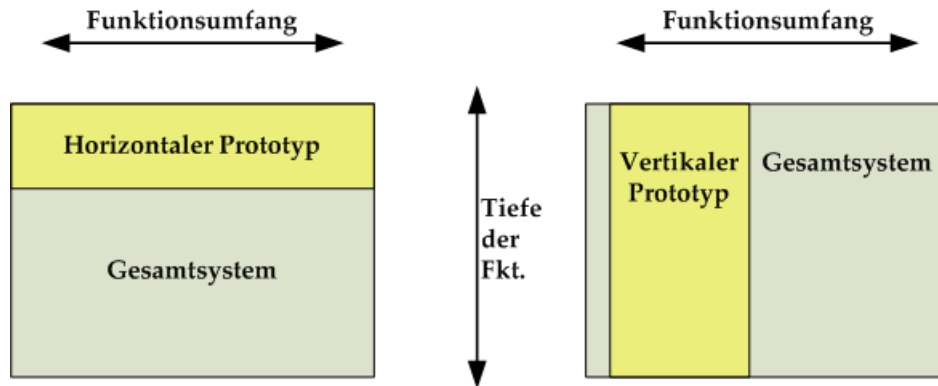 Funktionsumfang
Horizontaler Prototyp
Gesamtsystem
Tiefe
der
Fkt.
Funktionsumfang
Vertikaler
Prototyp
Gesamtsystem